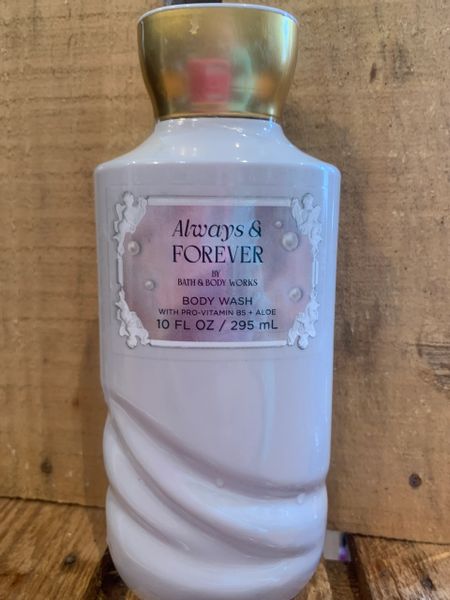 Always &
FOREVER
BY
BATH & BODY WORKS
BODY WASH
WITH PRO-VITAMIN B5 + ALOE
10 FL OZ / 295 mL